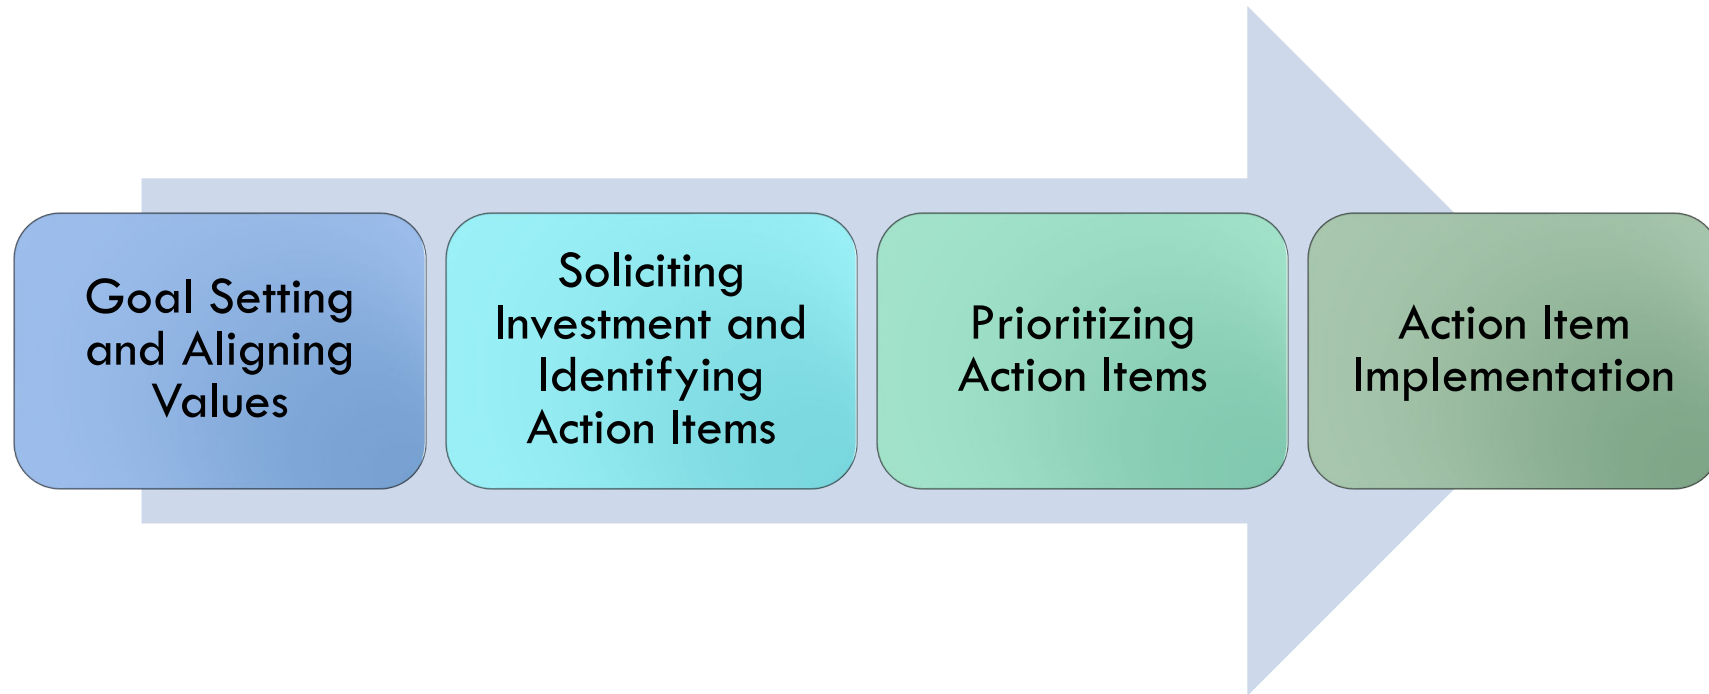 Goal Setting
and Aligning
Values
Soliciting
Investment and
Identifying
Action Items
Prioritizing
Action Items
Action Item
Implementation